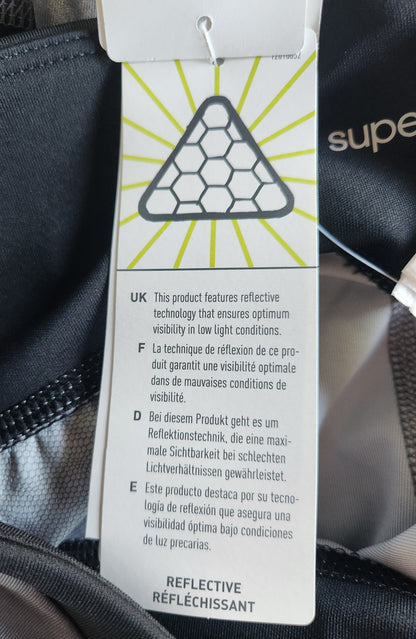 supe
UK This product features reflective
technology that ensures optimum
visibility in low light conditions.
F La technique de réflexion de ce pro-
duit garantit une visibilité optimale
dans de mauvaises conditions de
visibilité.
D Bei diesem Produkt geht es um
Reflektionstechnik, die eine maxi-
male Sichtbarkeit bei schlechten
Lichtverhältnissen gewährleistet.
E Este producto destaca por su tecno-
logía de reflexión que asegura una
visibilidad óptima bajo condiciones
de luz precarias.
REFLECTIVE
RÉFLÉCHISSANT